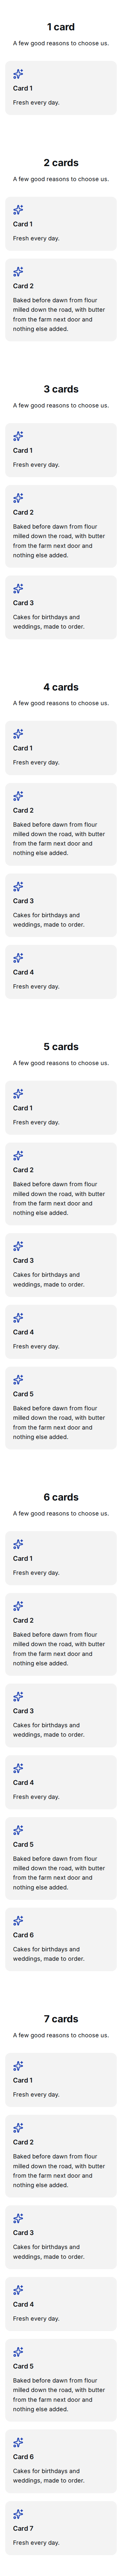 1 card
A few good reasons to choose us.
Card 1
Fresh every day.
2 cards
A few good reasons to choose us.
Card 1
Fresh every day.
Card 2
Baked before dawn from flour
milled down the road, with butter
from the farm next door and
nothing else added.
3 cards
A few good reasons to choose us.
Card 1
Fresh every day.
Card 2
Baked before dawn from flour
milled down the road, with butter
from the farm next door and
nothing else added.
Card 3
Cakes for birthdays and
weddings, made to order.
4 cards
A few good reasons to choose us.
Card 1
Fresh every day.
Card 2
Baked before dawn from flour
milled down the road, with butter
from the farm next door and
nothing else added.
Card 3
Cakes for birthdays and
weddings, made to order.
Card 4
Fresh every day.
5 cards
A few good reasons to choose us.
Card 1
Fresh every day.
Card 2
Baked before dawn from flour
milled down the road, with butter
from the farm next door and
nothing else added.
Card 3
Cakes for birthdays and
weddings, made to order.
Card 4
Fresh every day.
Card 5
Baked before dawn from flour
milled down the road, with butter
from the farm next door and
nothing else added.
6 cards
A few good reasons to choose us.
Card 1
Fresh every day.
Card 2
Baked before dawn from flour
milled down the road, with butter
from the farm next door and
nothing else added.
Card 3
Cakes for birthdays and
weddings, made to order.
Card 4
Fresh every day.
Card 5
Baked before dawn from flour
milled down the road, with butter
from the farm next door and
nothing else added.
Card 6
Cakes for birthdays and
weddings, made to order.
7 cards
A few good reasons to choose us.
Card 1
Fresh every day.
Card 2
Baked before dawn from flour
milled down the road, with butter
from the farm next door and
nothing else added.
Card 3
Cakes for birthdays and
weddings, made to order.
Card 4
Fresh every day.
Card 5
Baked before dawn from flour
milled down the road, with butter
from the farm next door and
nothing else added.
Card 6
Cakes for birthdays and
weddings, made to order.
Card 7
Fresh every day.